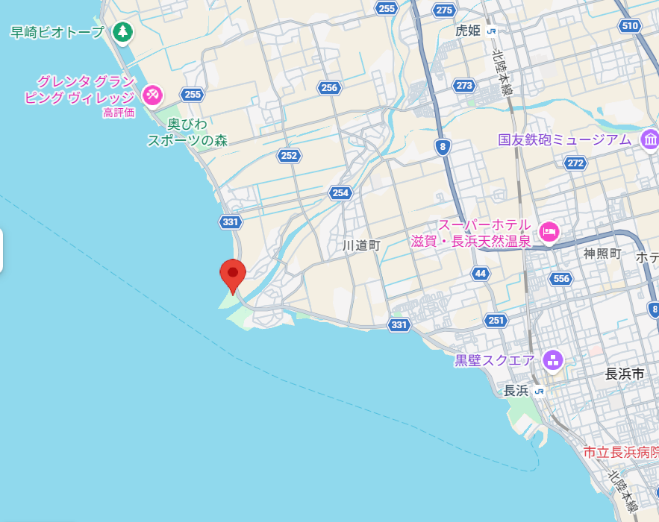 255
275
510
早崎ビオトープ
虎姫 JR
北陸本線
グレンタ グラン
ピング ヴィレッジ
高評価
255
256
273
奥びわ
スポーツの森
国友鉄砲ミュージアム
8
252
272
254
331
スーパーホテル
滋賀・長浜天然温泉
川道町
神照町
ホテ
44
556
8
331
251
黒壁スクエア
長浜市
長浜 JR
市立長浜病院
北陸本線